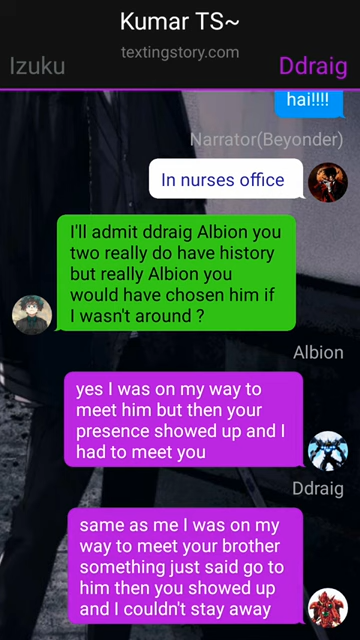 Kumar TS~
textingstory.com
Izuku
Ddraig
hai!!!!
Narrator(Beyonder)
In nurses office
I'll admit ddraig Albion you
two really do have history
but really Albion you
would have chosen him if
I wasn't around ?
Albion
yes I was on my way to
meet him but then your
presence showed up and I
had to meet you
Ddraig
same as me I was on my
way to meet your brother
something just said go to
him then you showed up
and I couldn't stay away